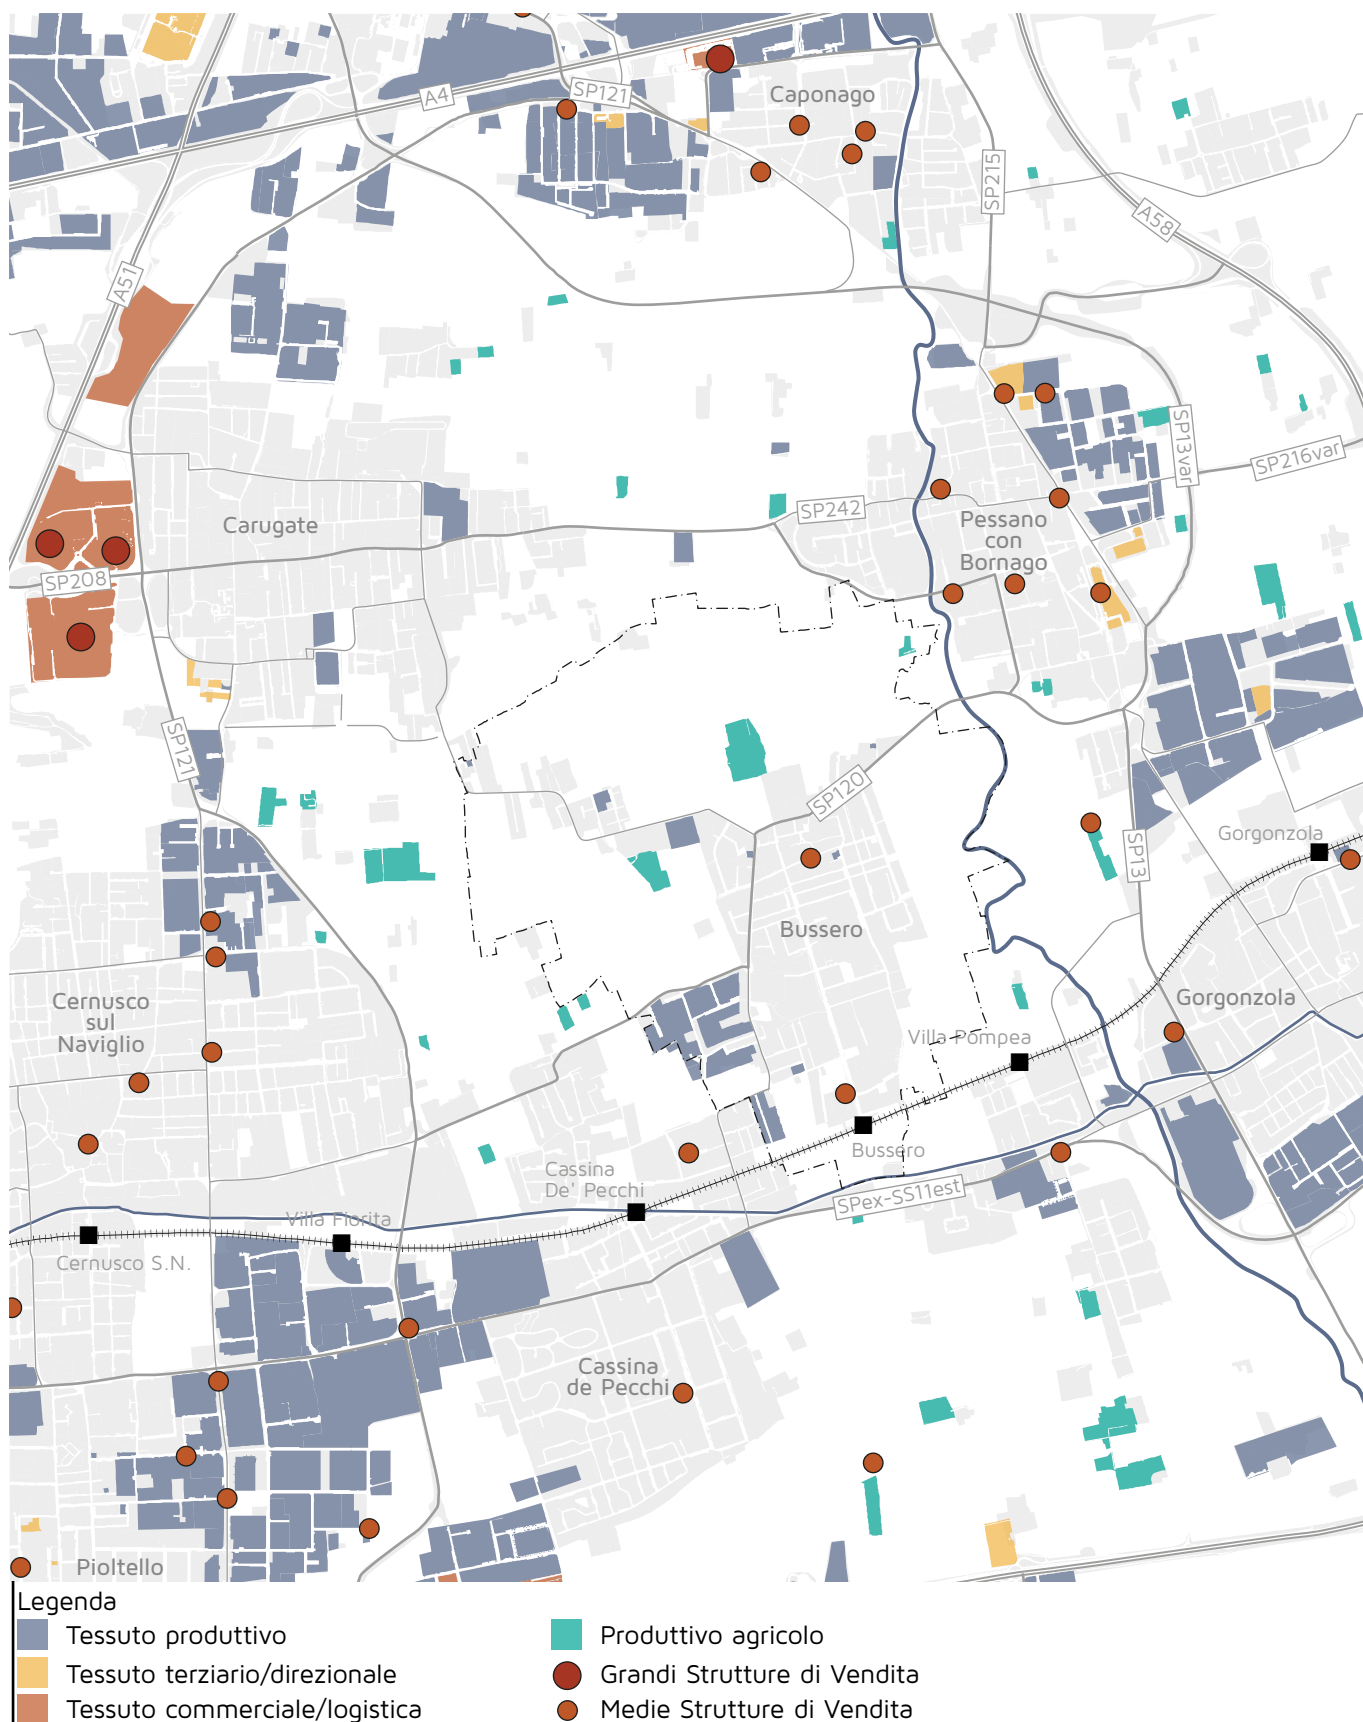 A4
SP121
Caponago
SP215
A58
A51
SP13var
SP216var
SP242
Carugate
Pessano
con
Bornago
SP208
SP121
SP120
SP13
Gorgonzola
Bussero
Cernusco
sul
Naviglio
Gorgonzola
Villa Pompea
Bussero
Cassina
De' Pecchi
SPex-SS11est
Villa Fiorita
Cernusco S.N.
Cassina
de Pecchi
Pioltello
Legenda
Tessuto produttivo
Tessuto terziario/direzionale
Tessuto commerciale/logistica
Produttivo agricolo
Grandi Strutture di Vendita
Medie Strutture di Vendita